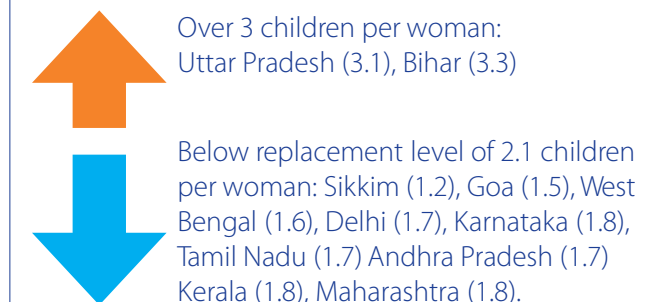 Over 3 children per woman:
Uttar Pradesh (3.1), Bihar (3.3)
Below replacement level of 2.1 children
per woman: Sikkim (1.2), Goa (1.5), West
Bengal (1.6), Delhi (1.7), Karnataka (1.8),
Tamil Nadu (1.7) Andhra Pradesh (1.7)
Kerala (1.8), Maharashtra (1.8).